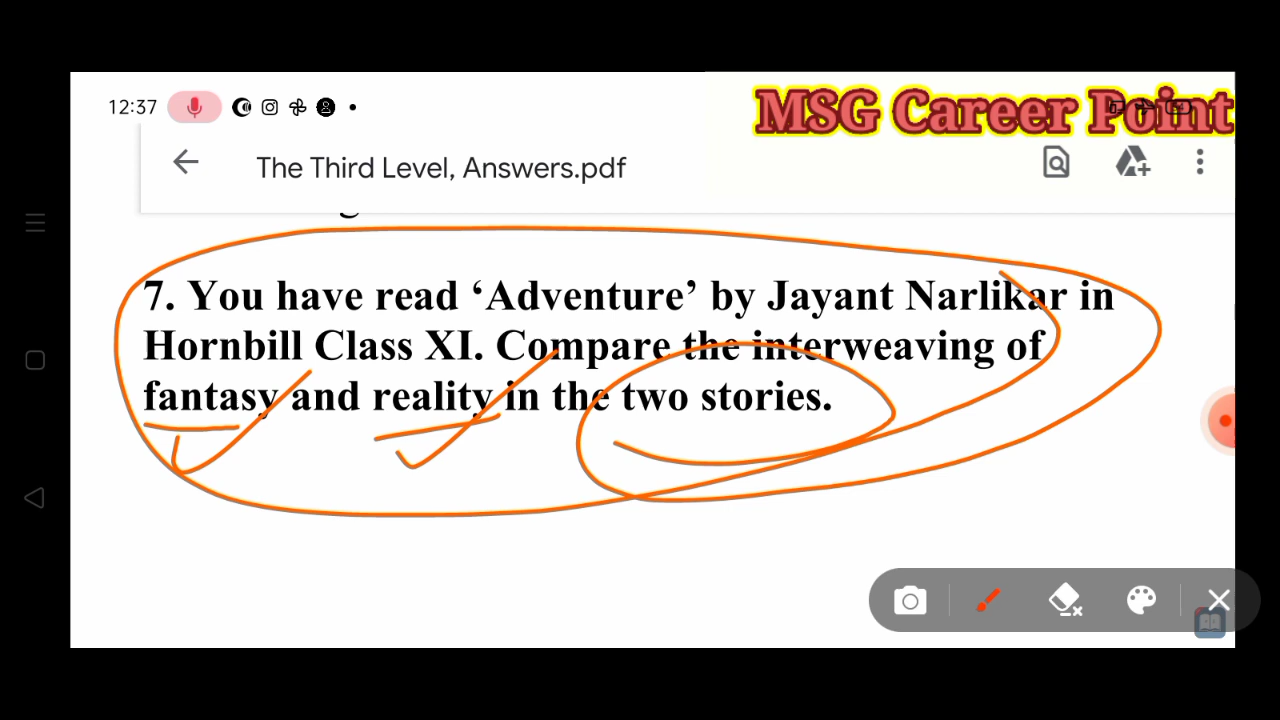 12:37
MSG Career Point
The Third Level, Answers.pdf
7. You have read ‘Adventure’ by Jayant Narlikar in
Hornbill Class XI. Compare the interweaving of
fantasy and reality in the two stories.